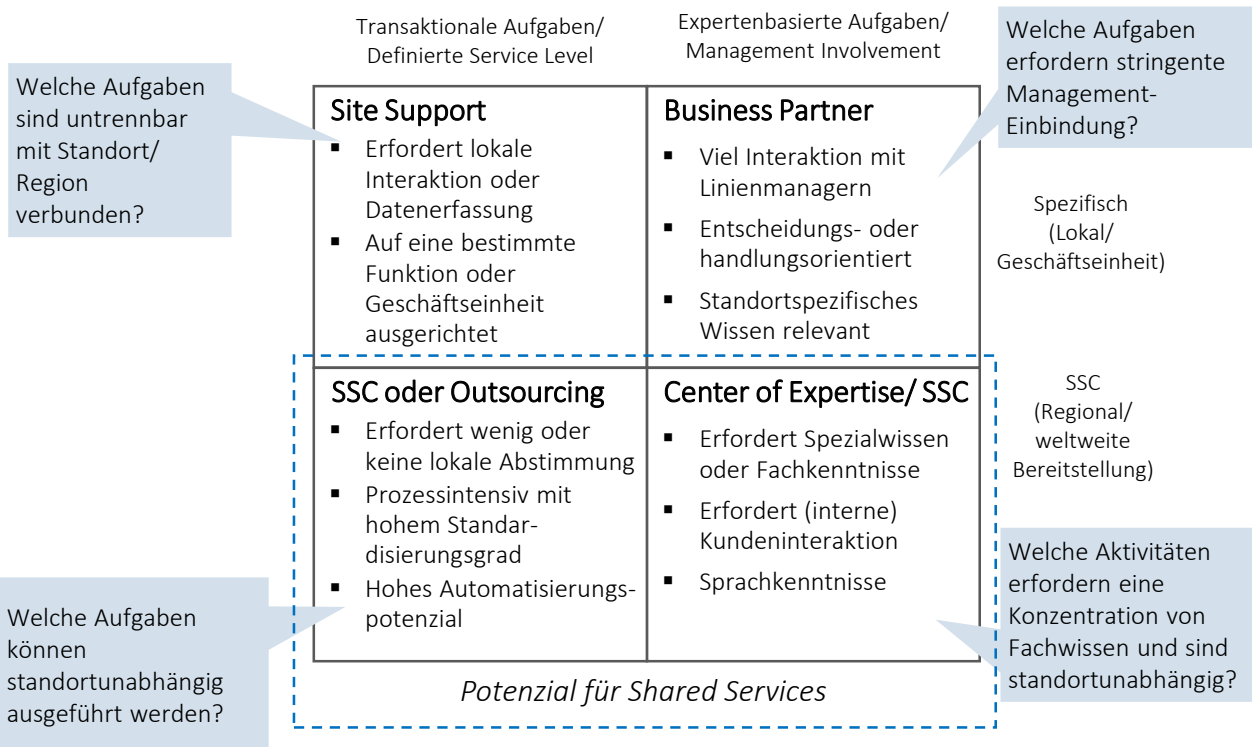 Transaktionale Aufgaben/
Definierte Service Level
Expertenbasierte Aufgaben/
Management Involvement
Welche Aufgaben
erfordern stringente
Management-
Einbindung?
Welche Aufgaben
sind untrennbar
mit Standort/
Region
verbunden?
Site Support
▪ Erfordert lokale
Interaktion oder
Datenerfassung
▪ Auf eine bestimmte
Funktion oder
Geschäftseinheit
ausgerichtet
Business Partner
▪ Viel Interaktion mit
Linienmanagern
▪ Entscheidungs- oder
handlungsorientiert
▪ Standortspezifisches
Wissen relevant
Spezifisch
(Lokal/
Geschäftseinheit)
SSC oder Outsourcing
▪ Erfordert wenig oder
keine lokale Abstimmung
▪ Prozessintensiv mit
hohem Standar-
disierungsgrad
▪ Hohes Automatisierungs-
potenzial
Center of Expertise/ SSC
▪ Erfordert Spezialwissen
oder Fachkenntnisse
▪ Erfordert (interne)
Kundeninteraktion
▪ Sprachkenntnisse
SSC
(Regional/
weltweite
Bereitstellung)
Welche Aufgaben
können
standortunabhängig
ausgeführt werden?
Welche Aktivitäten
erfordern eine
Konzentration von
Fachwissen und sind
standortunabhängig?
Potenzial für Shared Services